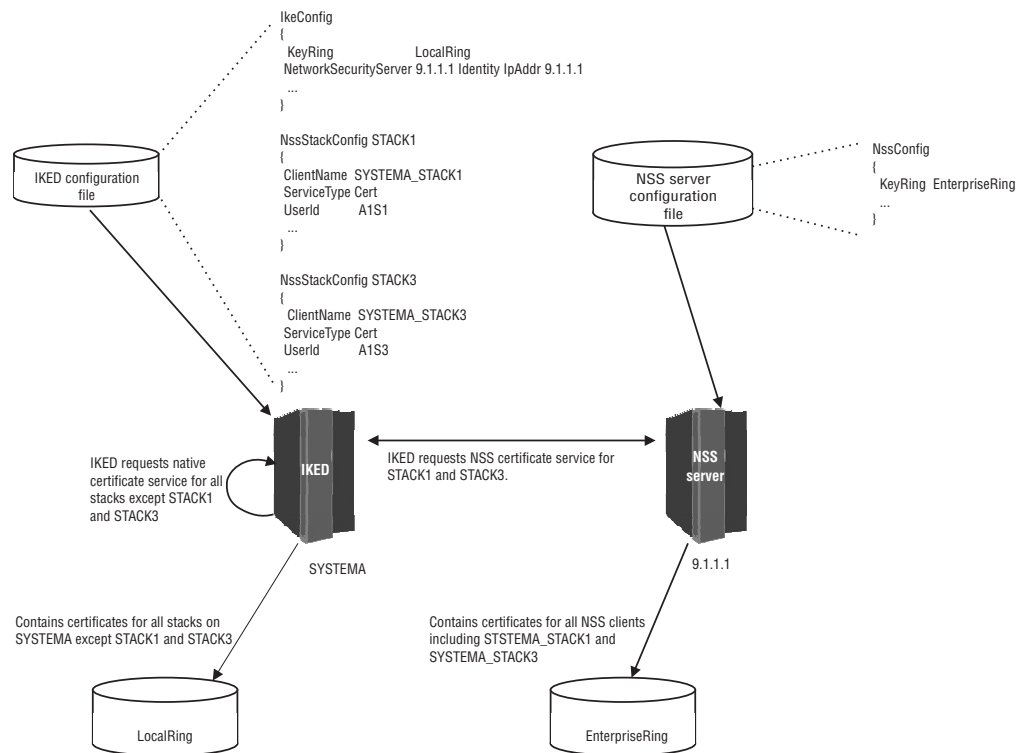 IkeConfig
{
KeyRing LocalRing
NetworkSecurityServer 9.1.1.1 Identity IpAddr 9.1.1.1
...
}
NssStackConfig STACK1
{
ClientName SYSTEMA_STACK1
ServiceType Cert
UserId A1S1
...
}
NssStackConfig STACK3
{
ClientName SYSTEMA_STACK3
ServiceType Cert
UserId A1S3
...
}
IKED configuration
file
NSS server
configuration
file
NssConfig
{
KeyRing EnterpriseRing
...
}
IKED requests native
certificate service for all
stacks except STACK1
and STACK3
IKED
IKED requests NSS certificate service for
STACK1 and STACK3.
NSS
server
SYSTEMA
9.1.1.1
Contains certificates for all stacks on
SYSTEMA except STACK1 and STACK3
Contains certificates for all NSS clients
including STSTEMA_STACK1 and
SYSTEMA_STACK3
LocalRing
EnterpriseRing